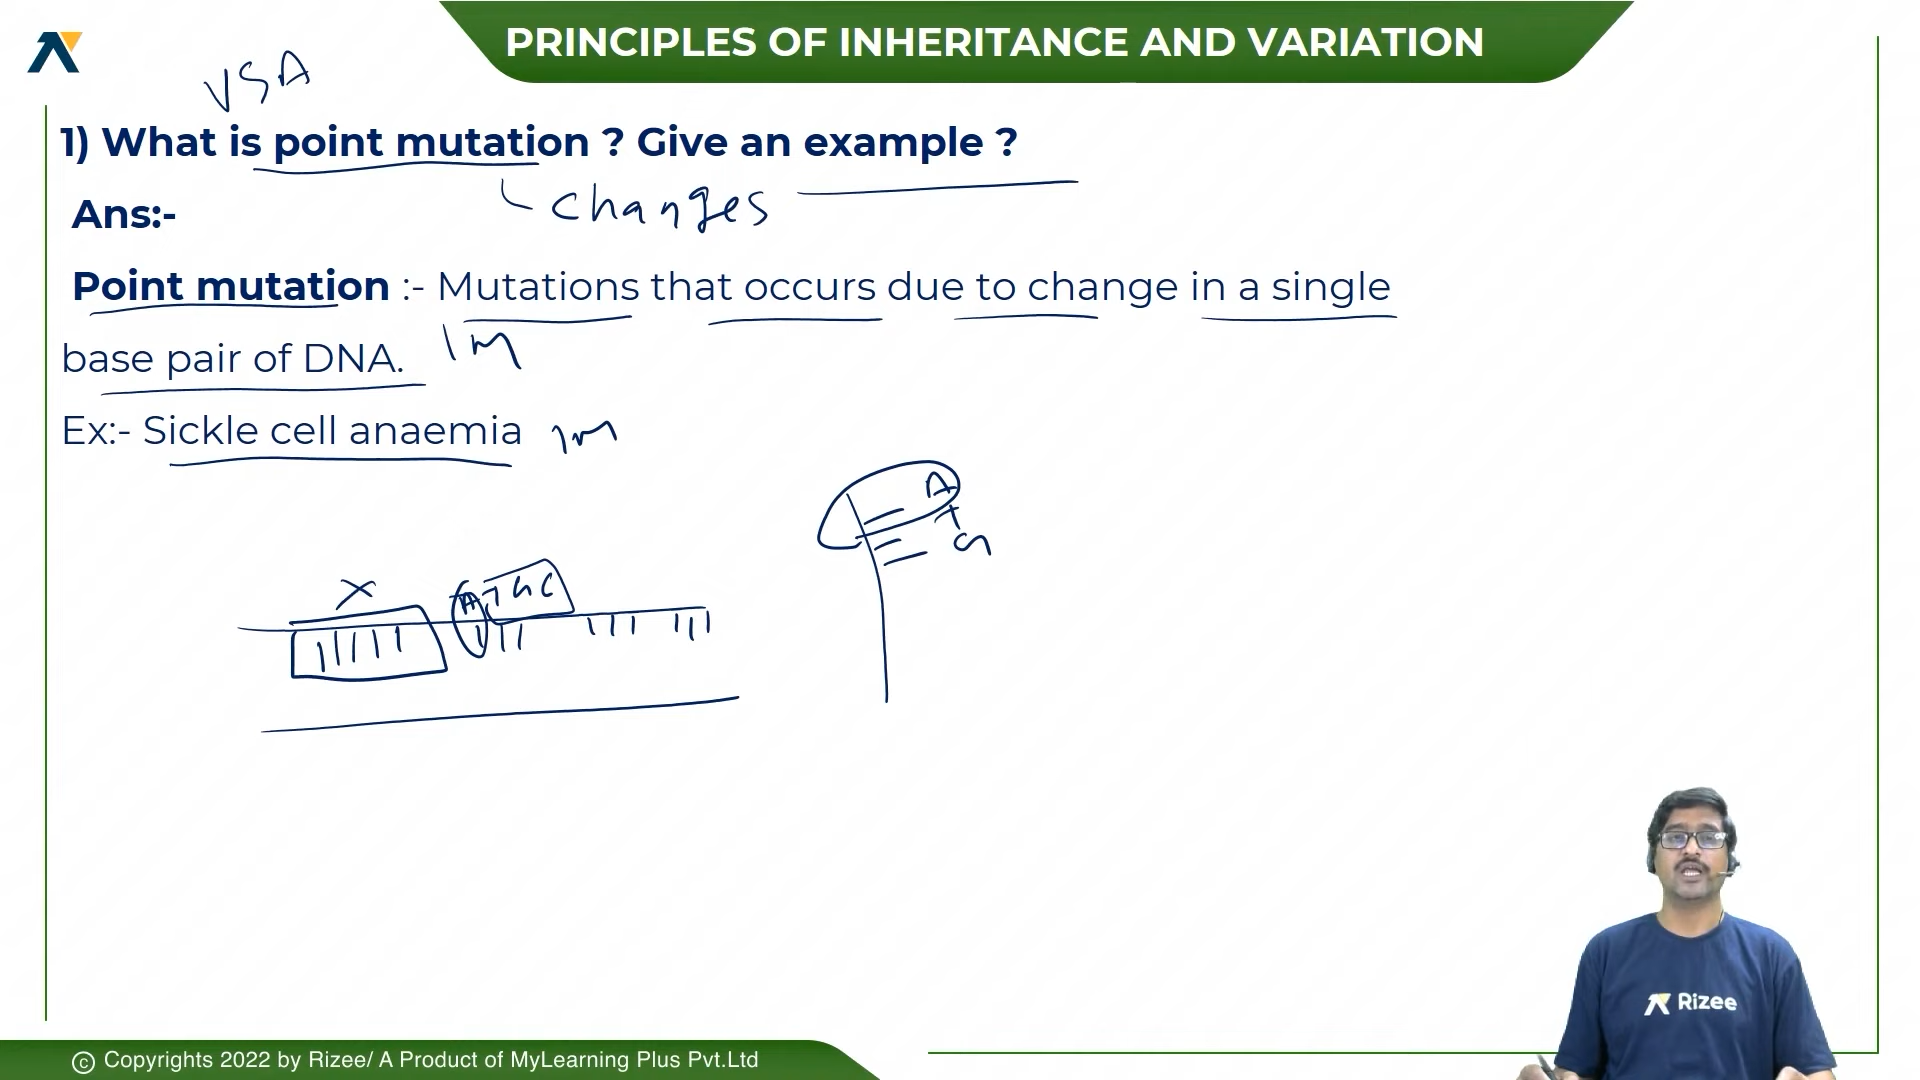 PRINCIPLES OF INHERITANCE AND VARIATION
VSA
1) What is point mutation ? Give an example ?
changes
Ans:-
Point mutation :- Mutations that occurs due to change in a single
base pair of DNA. 1M
Ex:- Sickle cell anaemia 1M
A
T
G
X
A T G C
Rizee
© Copyrights 2022 by Rizee/ A Product of MyLearning Plus Pvt.Ltd